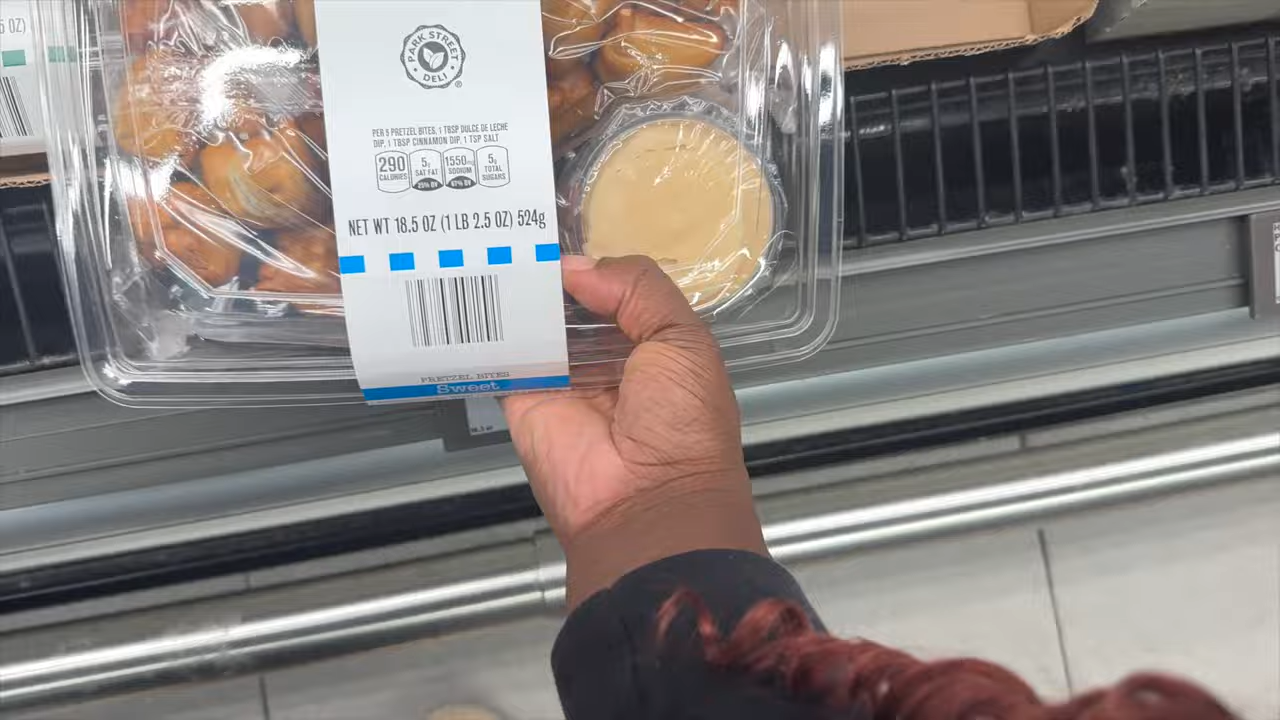 5 OZ)
PARK STREET
DELI
®
PER 5 PRETZEL BITES, 1 TBSP DULCE DE LECHE
DIP, 1 TBSP CINNAMON DIP, 1 TSP SALT
290 CALORIES
5g SAT FAT 25% DV
1550mg SODIUM 67% DV
5g TOTAL SUGARS
NET WT 18.5 OZ (1 LB 2.5 OZ) 524g
PRETZEL BITES
Sweet